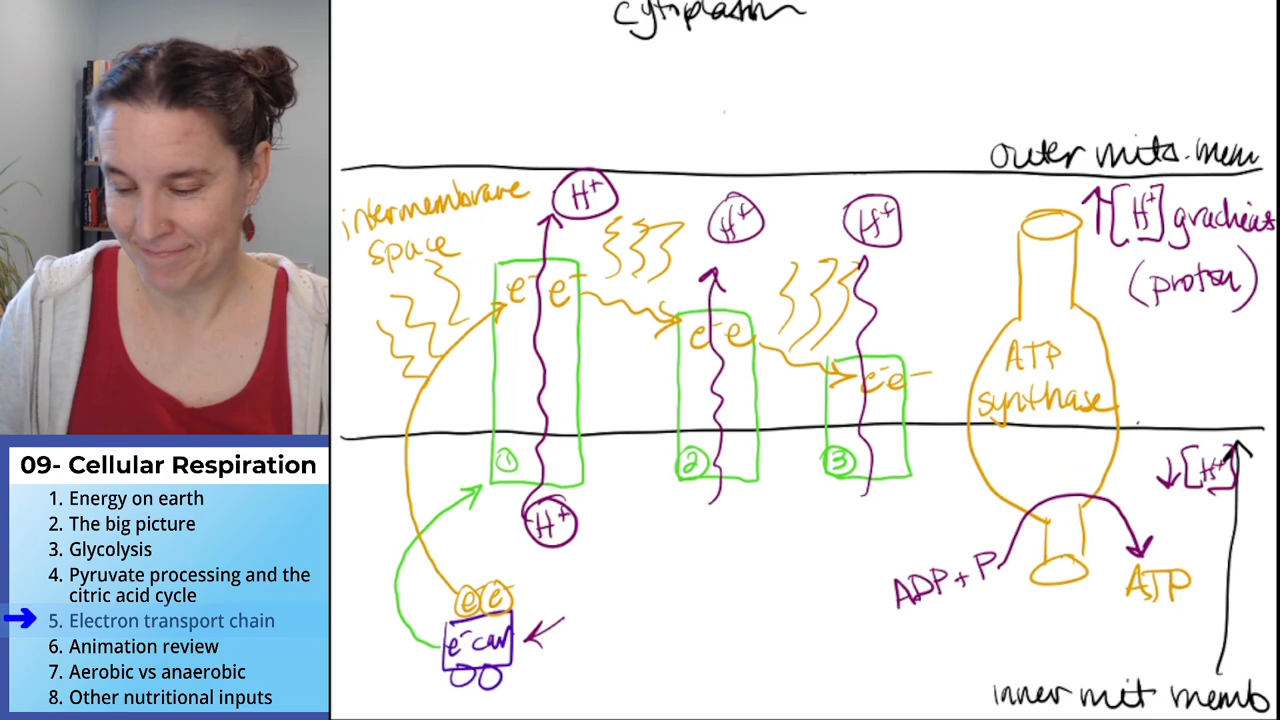 cytoplasm
outer mito. mem
intermembrane
space
H+
H+
H+
↑[H+] gradient
(proton)
e- e-
e- e
e- e-
ATP
synthase
①
②
③
↓[H+]
H+
ADP + P
ATP
e e-
e- car
inner mit memb
09- Cellular Respiration
1. Energy on earth
2. The big picture
3. Glycolysis
4. Pyruvate processing and the
citric acid cycle
5. Electron transport chain
6. Animation review
7. Aerobic vs anaerobic
8. Other nutritional inputs